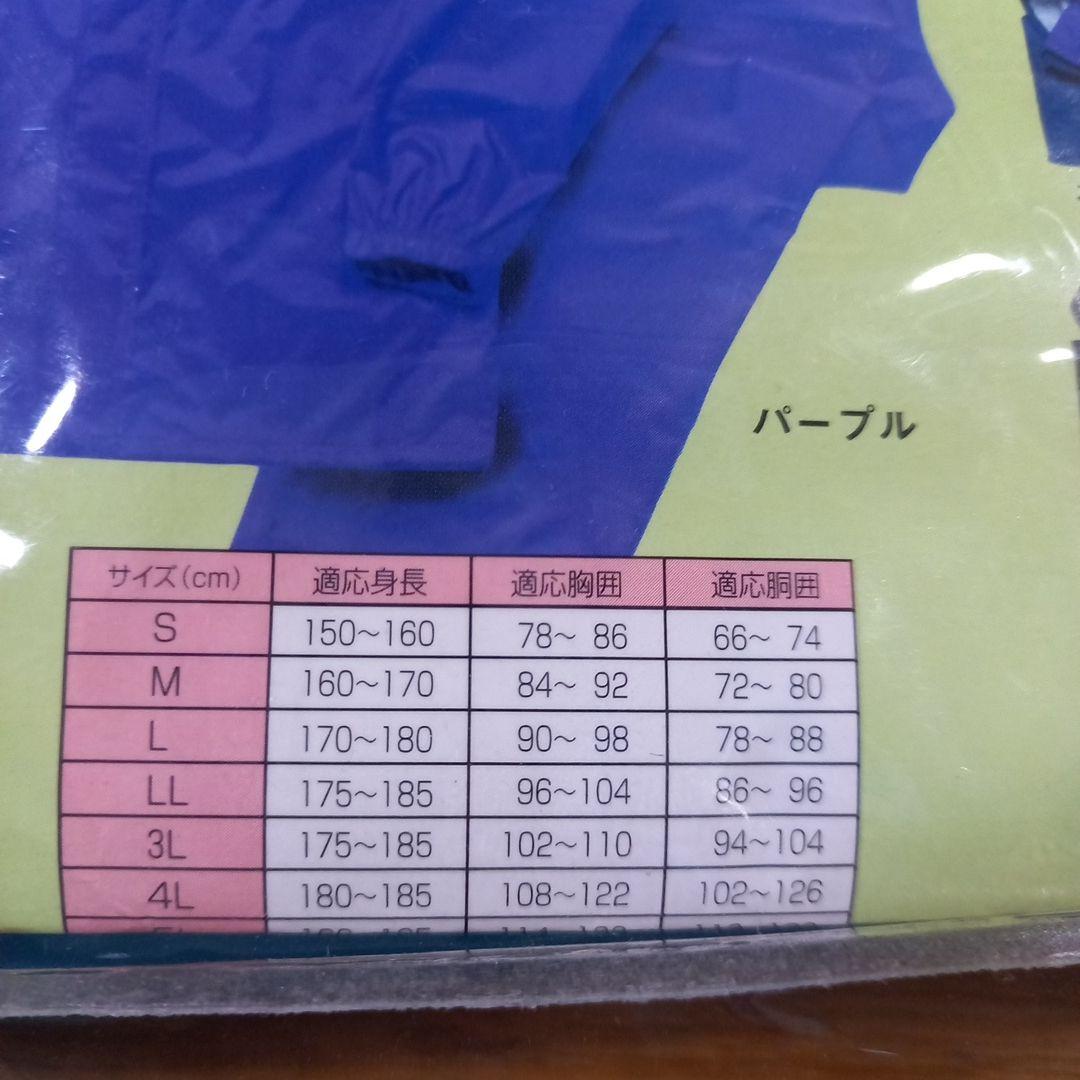 パープル
サイズ(cm) 適応身長 適応胸囲 適応胴囲
S 150～160 78～ 86 66～ 74
M 160～170 84～ 92 72～ 80
L 170～180 90～ 98 78～ 88
LL 175～185 96～104 86～ 96
3L 175～185 102～110 94～104
4L 180～185 108～122 102～126